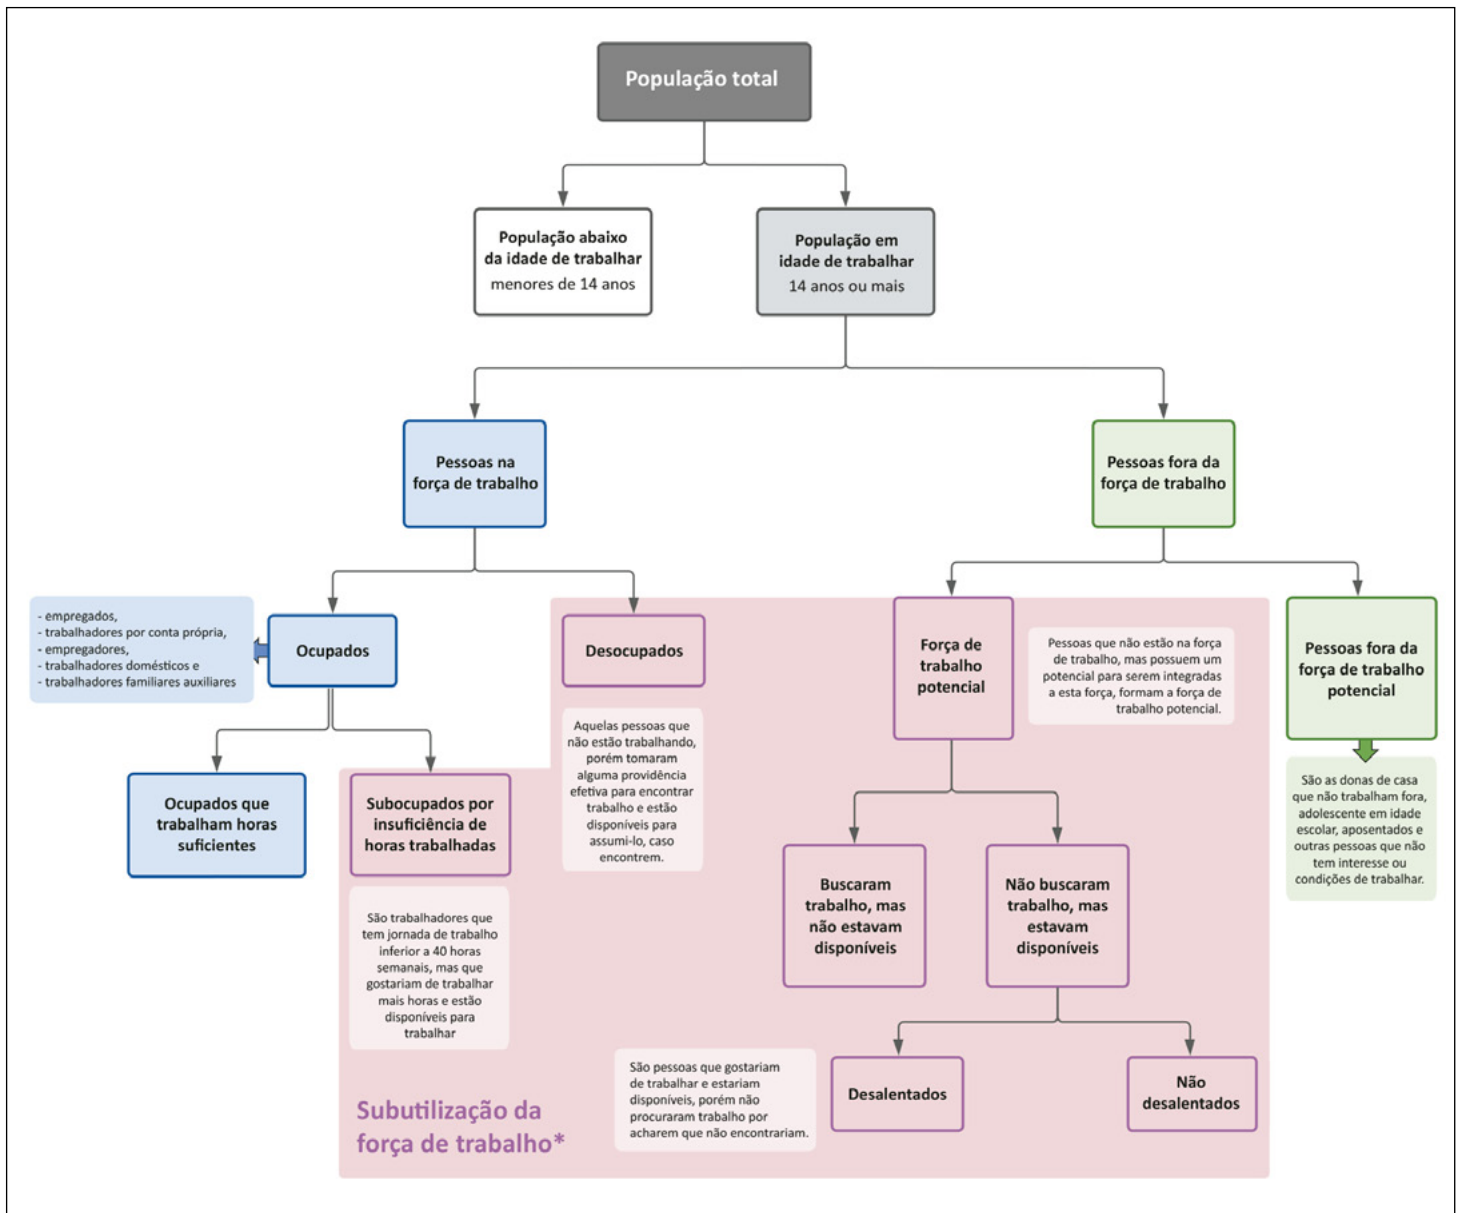 População total
População abaixo
da idade de trabalhar
menores de 14 anos
População em
idade de trabalhar
14 anos ou mais
Pessoas na
força de trabalho
Pessoas fora da
força de trabalho
- empregados,
- trabalhadores por conta própria,
- empregadores,
- trabalhadores domésticos e
- trabalhadores familiares auxiliares
Ocupados
Desocupados
Força de
trabalho
potencial
Pessoas que não estão na força
de trabalho, mas possuem um
potencial para serem integradas
a esta força, formam a força de
trabalho potencial.
Pessoas fora da
força de trabalho
potencial
Aquelas pessoas que
não estão trabalhando,
porém tomaram
alguma providência
efetiva para encontrar
trabalho e estão
disponíveis para
assumi-lo, caso
encontrem.
São as donas de casa
que não trabalham fora,
adolescente em idade
escolar, aposentados e
outras pessoas que não
tem interesse ou
condições de trabalhar.
Ocupados que
trabalham horas
suficientes
Subocupados por
insuficiência de
horas trabalhadas
São trabalhadores que
tem jornada de trabalho
inferior a 40 horas
semanais, mas que
gostariam de trabalhar
mais horas e estão
disponíveis para
trabalhar
Buscaram
trabalho, mas
não estavam
disponíveis
Não buscaram
trabalho, mas
estavam
disponíveis
São pessoas que gostariam
de trabalhar e estariam
disponíveis, porém não
procuraram trabalho por
acharem que não encontrariam.
Desalentados
Não
desalentados
Subutilização da
força de trabalho*